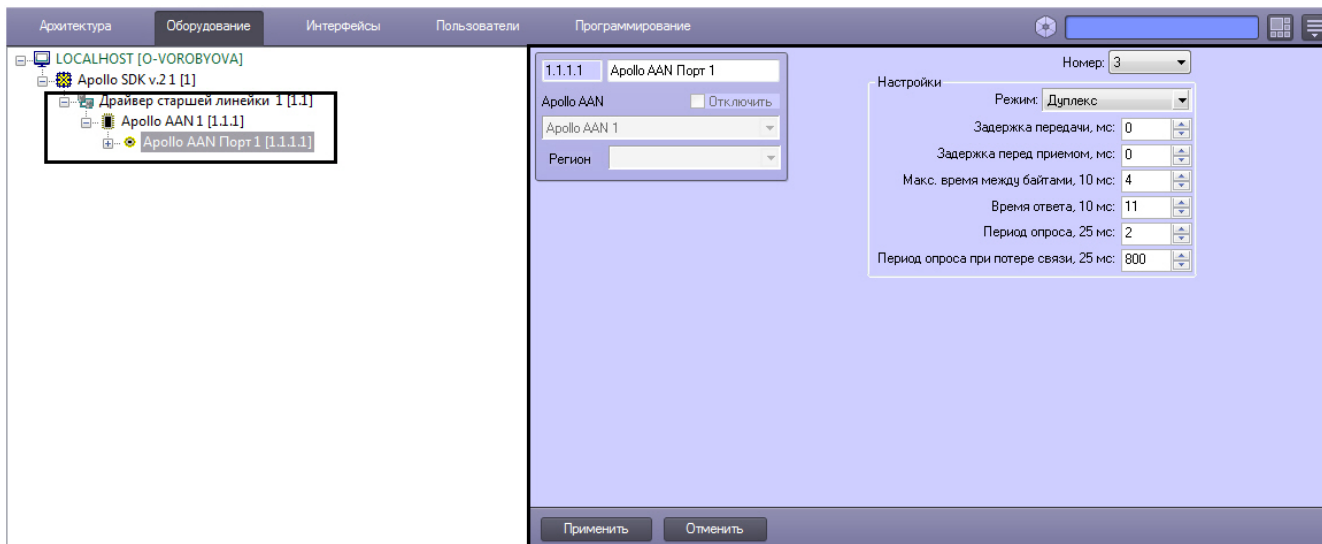 Архитектура Оборудование Интерфейсы Пользователи Программирование
LOCALHOST [O-VOROBYOVA]
Apollo SDK v.2 1 [1]
Драйвер старшей линейки 1 [1.1]
Apollo AAN 1 [1.1.1]
Apollo AAN Порт 1 [1.1.1.1]
1.1.1.1 Apollo AAN Порт 1
Apollo AAN Отключить
Apollo AAN 1
Регион
Номер: 3
Настройки
Режим: Дуплекс
Задержка передачи, мс: 0
Задержка перед приемом, мс: 0
Макс. время между байтами, 10 мс: 4
Время ответа, 10 мс: 11
Период опроса, 25 мс: 2
Период опроса при потере связи, 25 мс: 800
Применить Отменить